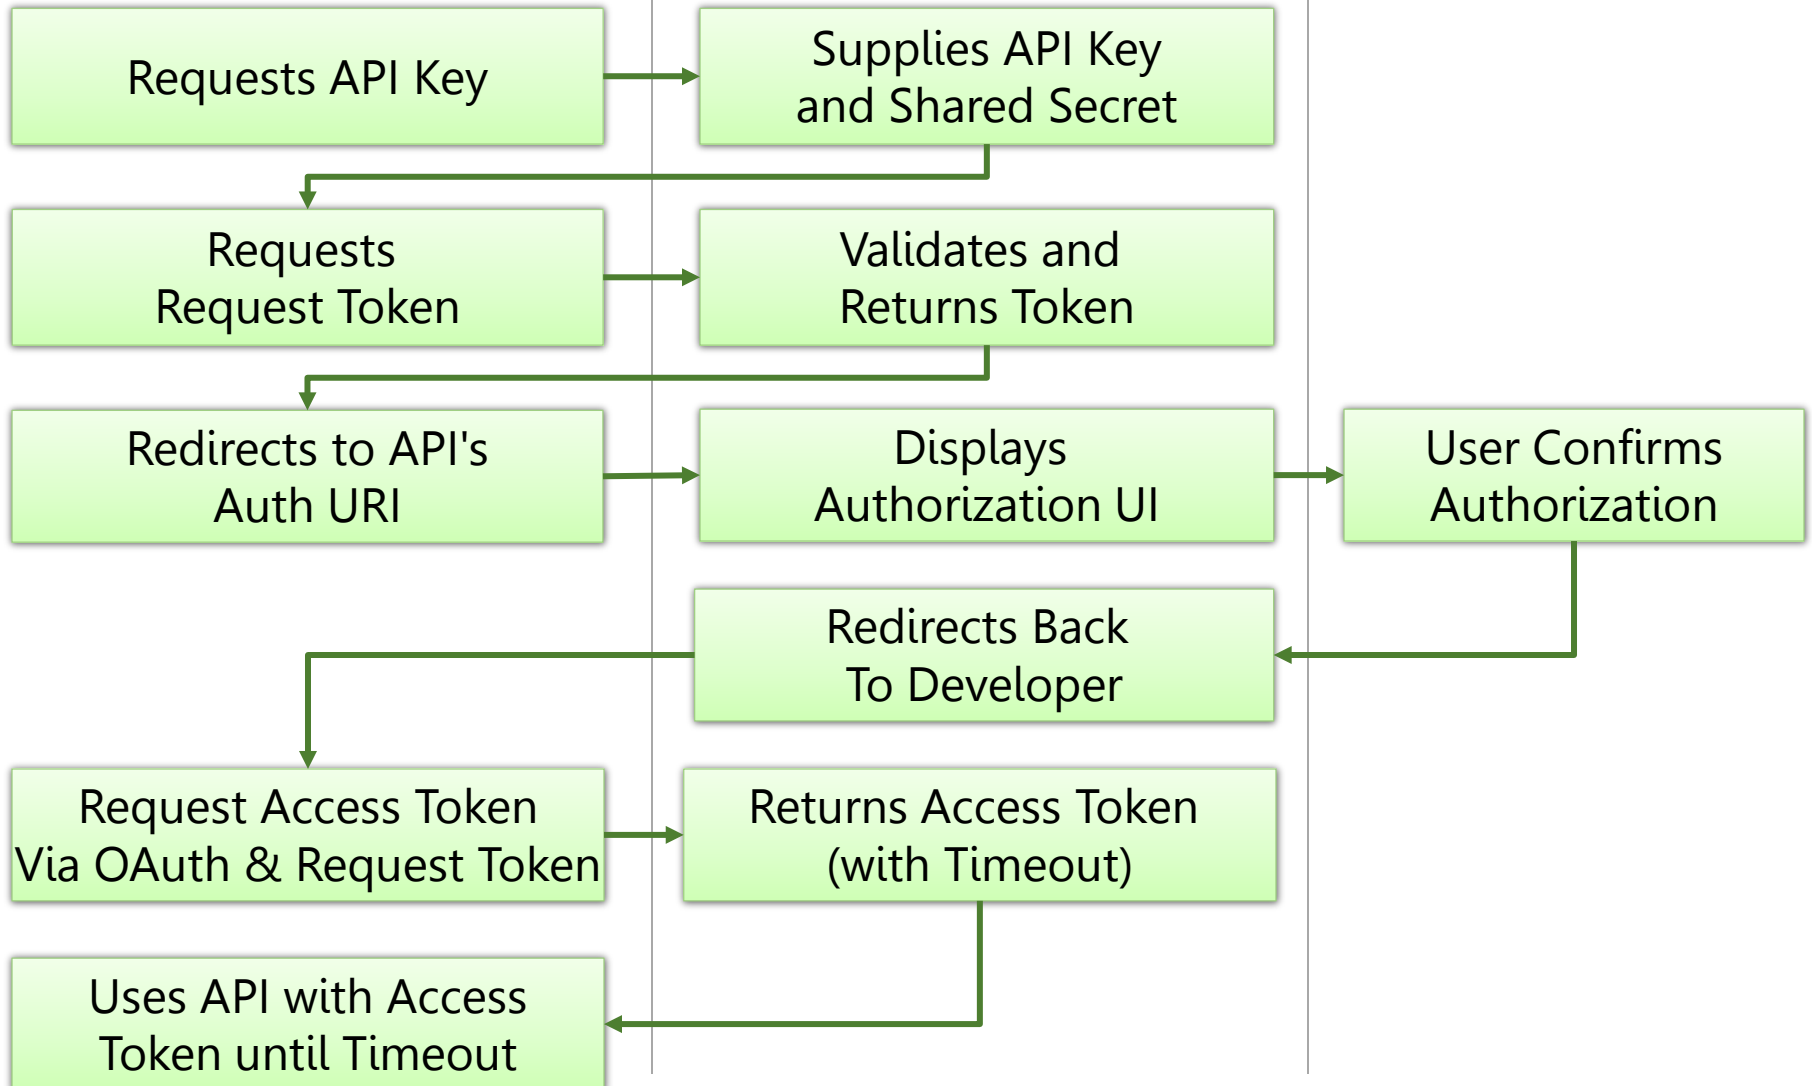 Requests API Key
Supplies API Key
and Shared Secret
Requests
Request Token
Validates and
Returns Token
Redirects to API's
Auth URI
Displays
Authorization UI
User Confirms
Authorization
Redirects Back
To Developer
Request Access Token
Via OAuth & Request Token
Returns Access Token
(with Timeout)
Uses API with Access
Token until Timeout